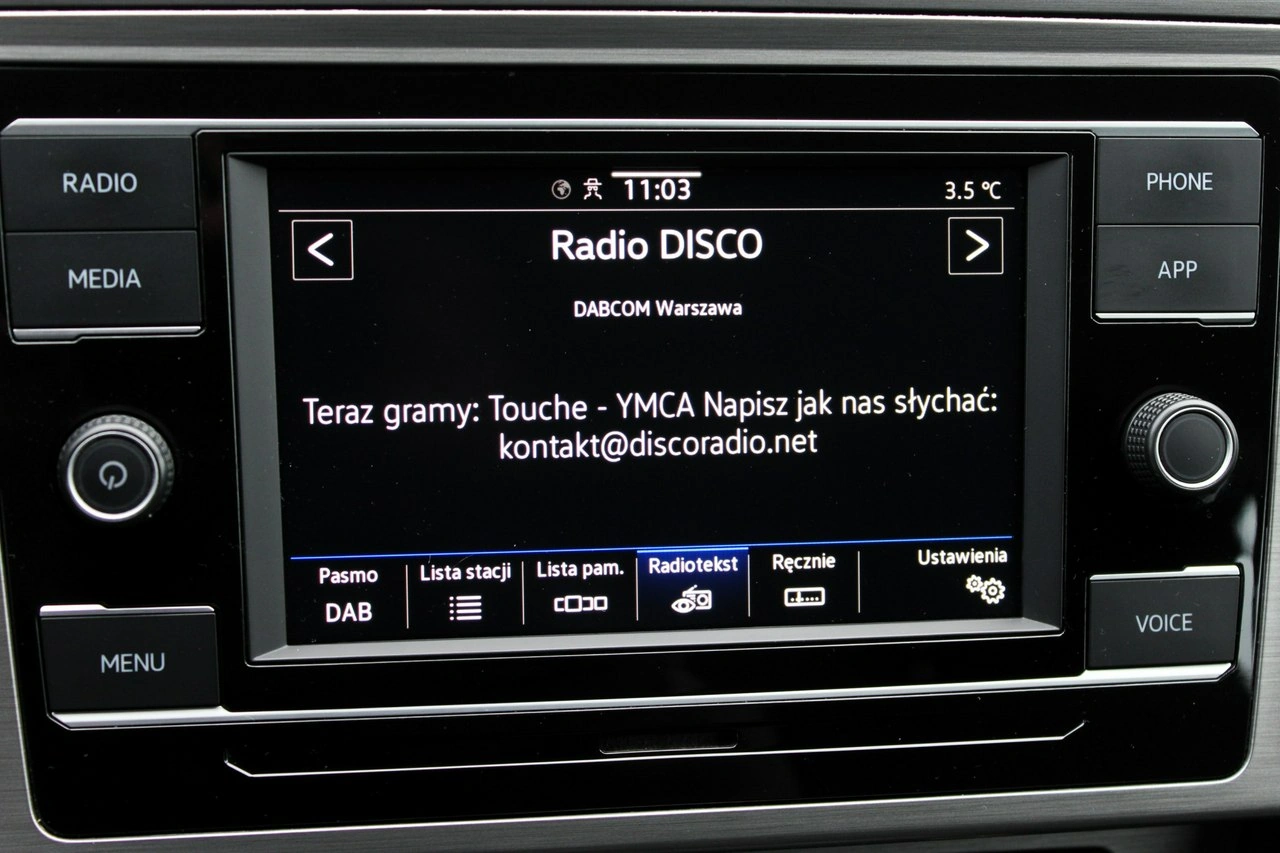 RADIO
MEDIA
MENU
11:03
3.5 °C
<
Radio DISCO
>
DABCOM Warszawa
Teraz gramy: Touche - YMCA Napisz jak nas słychać:
kontakt@discoradio.net
Pasmo
DAB
Lista stacji
Lista pam.
Radiotekst
Ręcznie
Ustawienia
PHONE
APP
VOICE